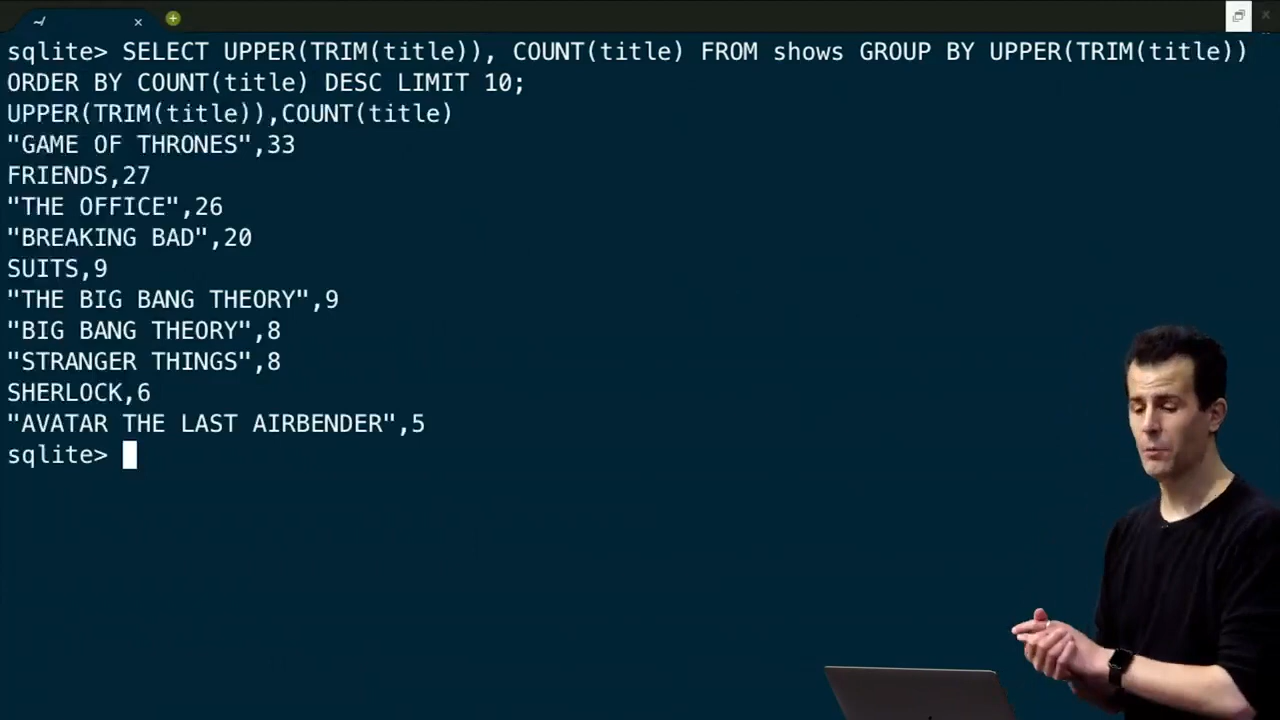 ~/
sqlite> SELECT UPPER(TRIM(title)), COUNT(title) FROM shows GROUP BY UPPER(TRIM(title))
ORDER BY COUNT(title) DESC LIMIT 10;
UPPER(TRIM(title)),COUNT(title)
"GAME OF THRONES",33
FRIENDS,27
"THE OFFICE",26
"BREAKING BAD",20
SUITS,9
"THE BIG BANG THEORY",9
"BIG BANG THEORY",8
"STRANGER THINGS",8
SHERLOCK,6
"AVATAR THE LAST AIRBENDER",5
sqlite>